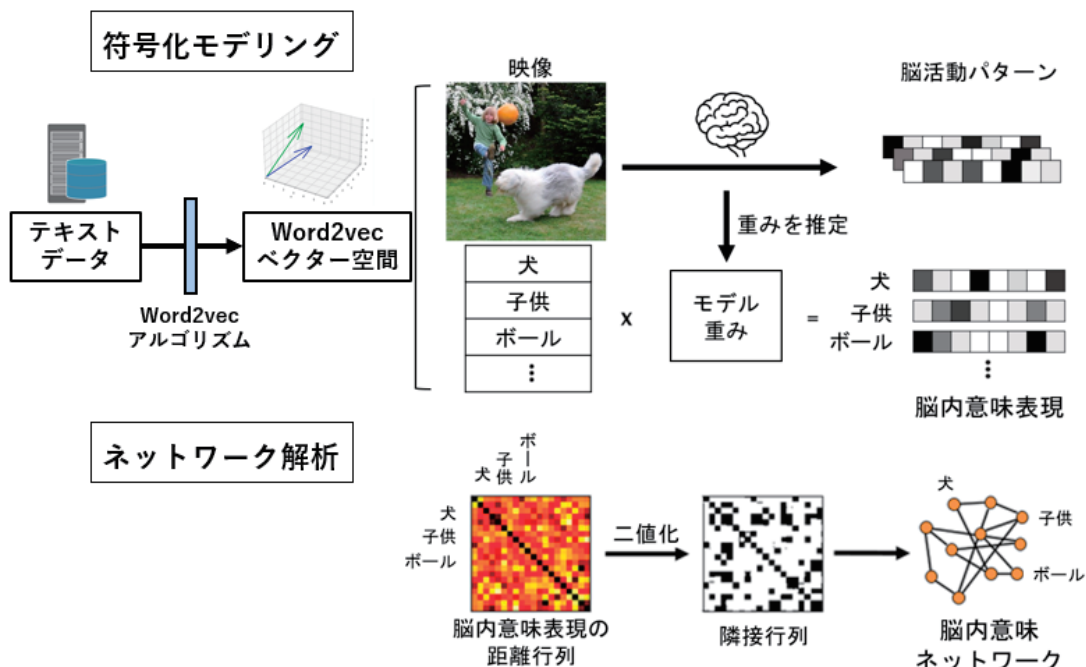 符号化モデリング
映像
脳活動パターン
テキスト
データ
Word2vec
ベクター空間
Word2vec
アルゴリズム
重みを推定
犬
子供
ボール
⋮
x
モデル
重み
=
犬
子供
ボール
⋮
脳内意味表現
ネットワーク解析
犬
子供
ボール
犬
子供
ボール
二値化
脳内意味表現の
距離行列
隣接行列
犬
子供
ボール
脳内意味
ネットワーク